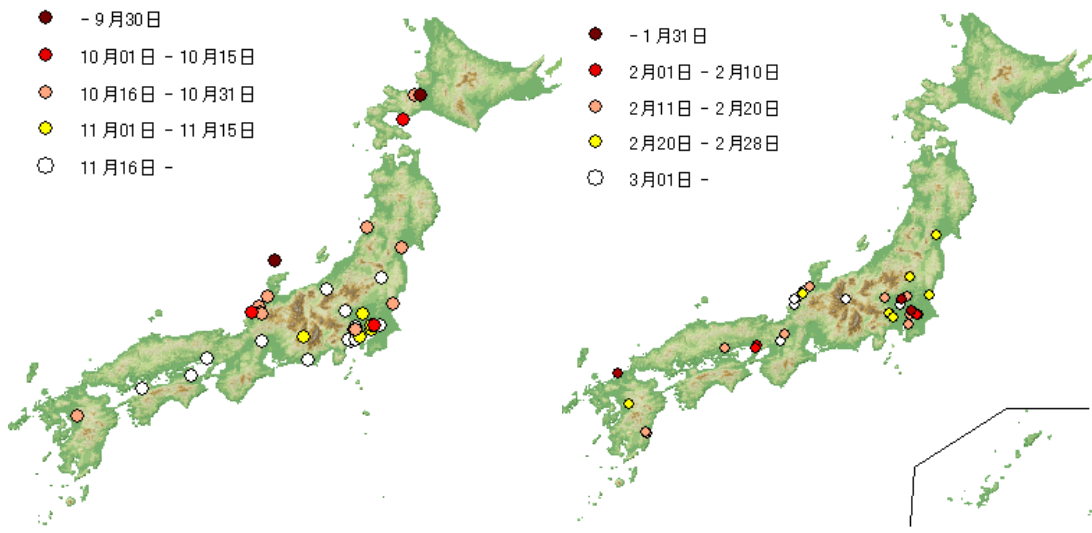 - 9月30日
10月01日 - 10月15日
10月16日 - 10月31日
11月01日 - 11月15日
11月16日 -
- 1月31日
2月01日 - 2月10日
2月11日 - 2月20日
2月20日 - 2月28日
3月01日 -